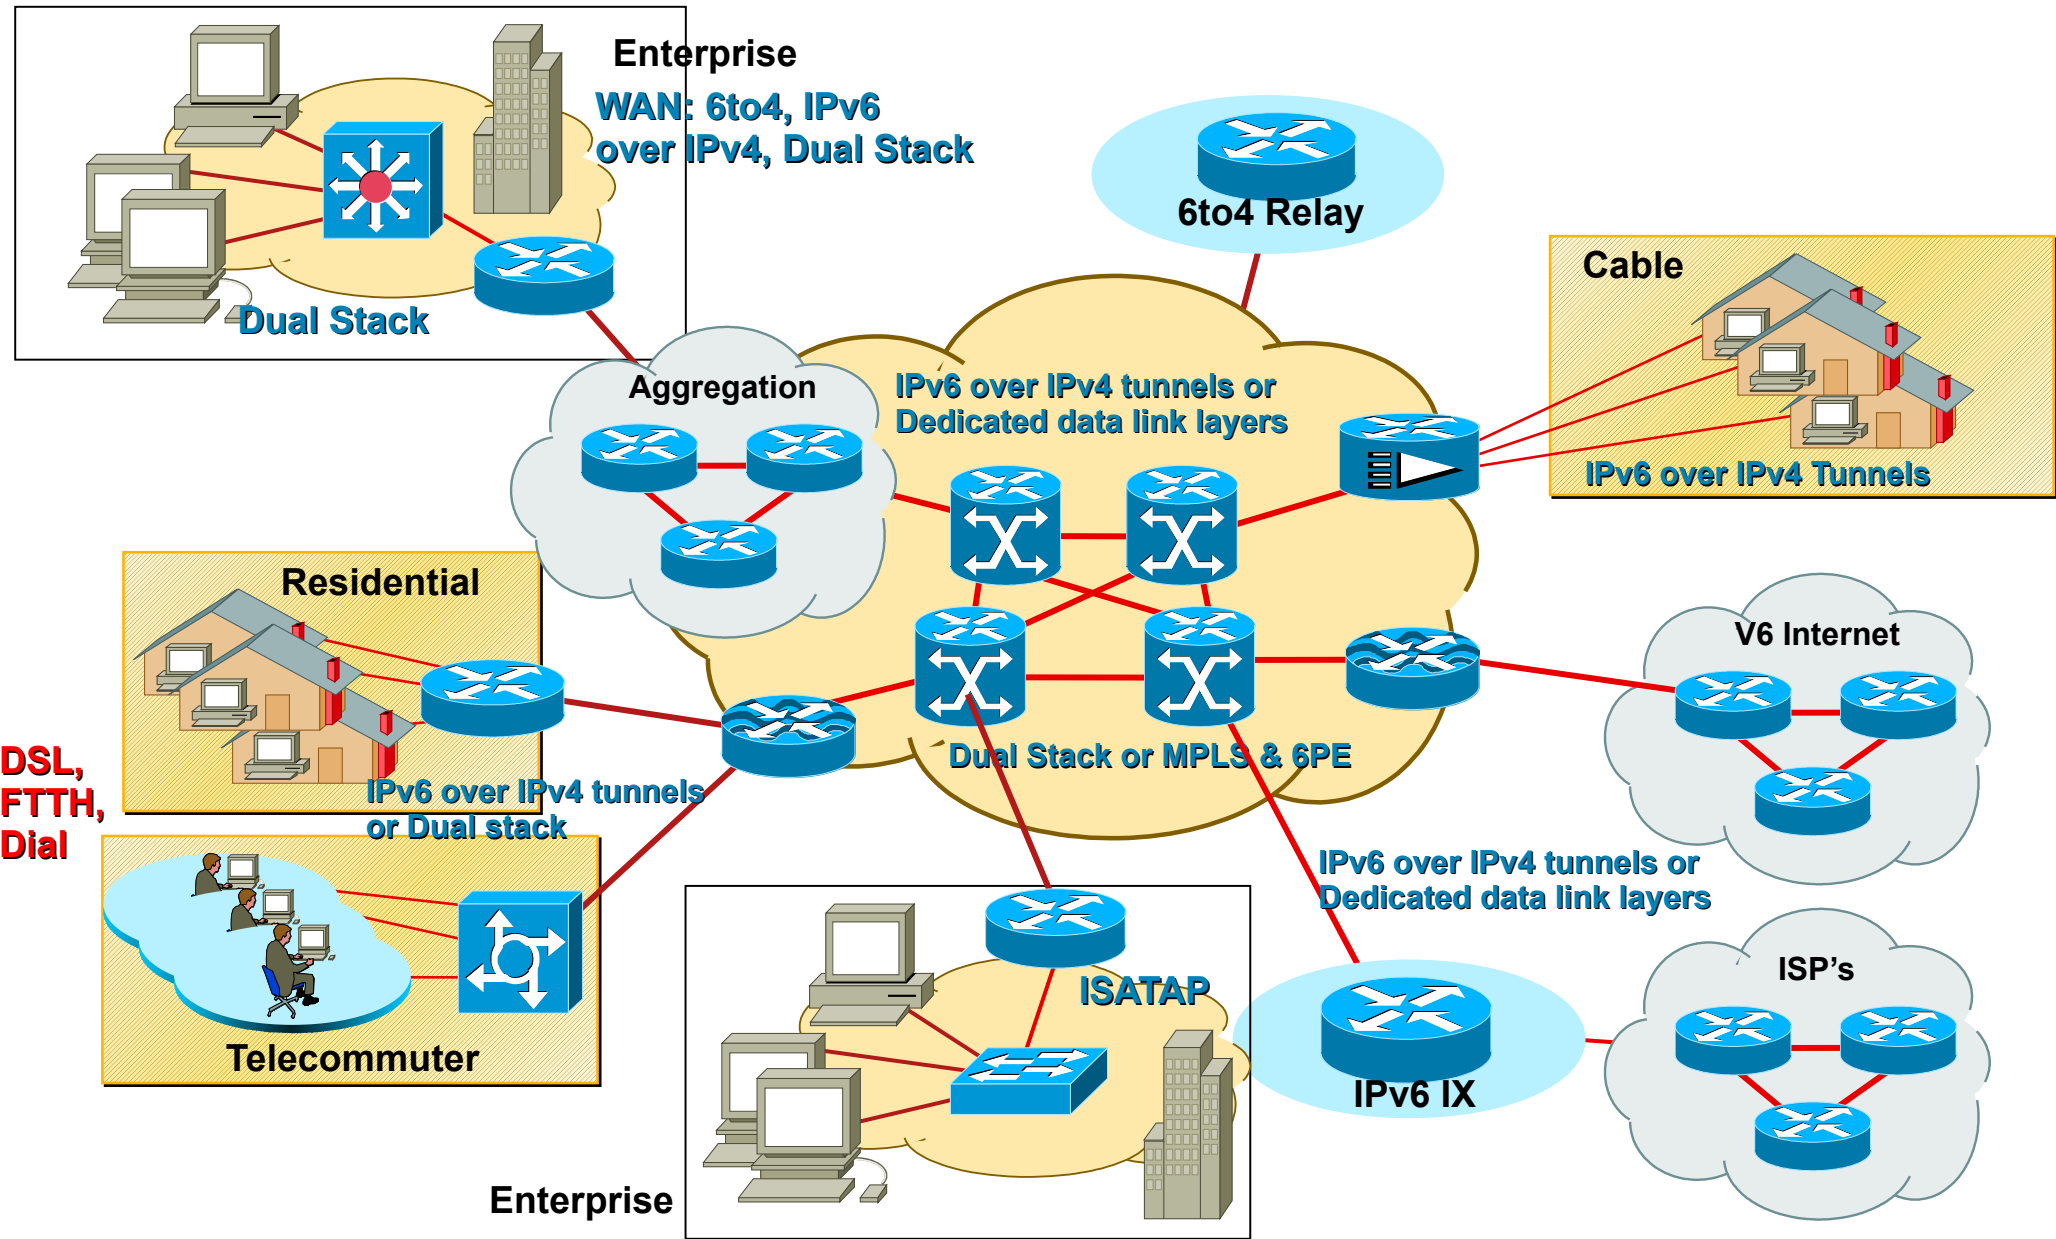 Enterprise
WAN: 6to4, IPv6
over IPv4, Dual Stack
Dual Stack
6to4 Relay
Cable
IPv6 over IPv4 Tunnels
Aggregation
IPv6 over IPv4 tunnels or
Dedicated data link layers
Residential
IPv6 over IPv4 tunnels
or Dual stack
DSL,
FTTH,
Dial
Telecommuter
Dual Stack or MPLS & 6PE
V6 Internet
IPv6 over IPv4 tunnels or
Dedicated data link layers
ISP's
ISATAP
IPv6 IX
Enterprise